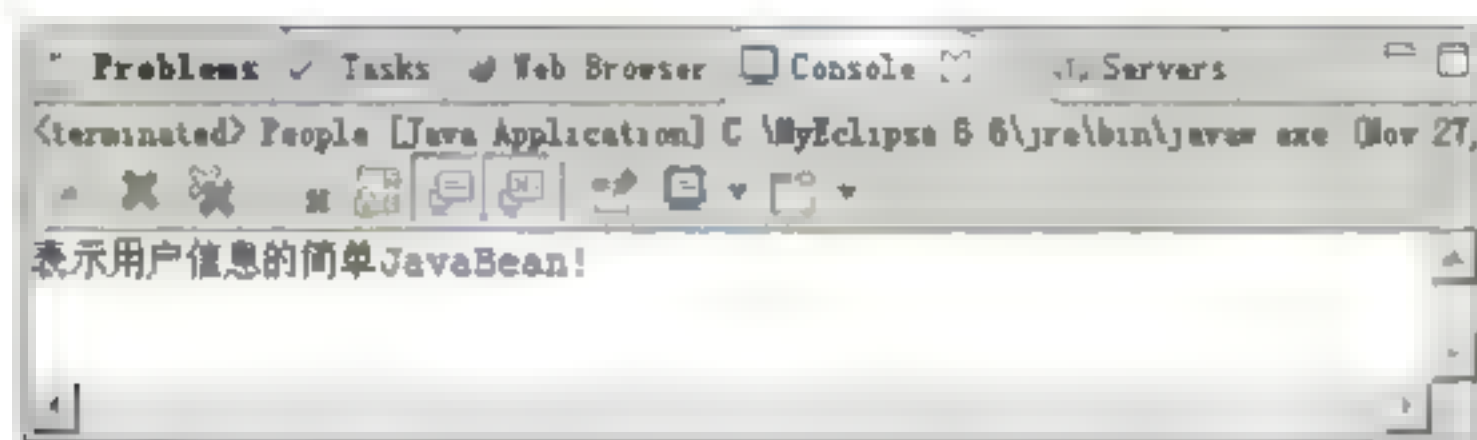 Problems Tasks Web Browser Console Servers
<terminated> People [Java Application] C:\MyEclipse 6.6\jre\bin\javaw.exe (Nov 27,
表示用户信息的简单JavaBean!